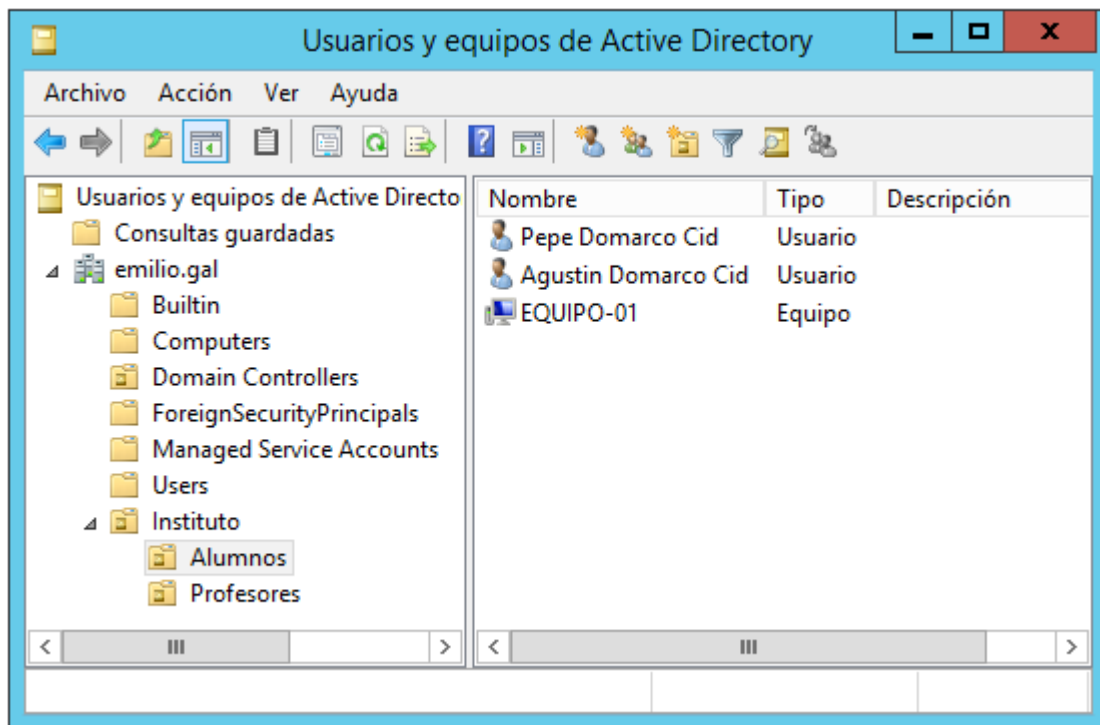 Usuarios y equipos de Active Directory
Archivo Acción Ver Ayuda
Usuarios y equipos de Active Directo
Consultas guardadas
emilio.gal
Builtin
Computers
Domain Controllers
ForeignSecurityPrincipals
Managed Service Accounts
Users
Instituto
Alumnos
Profesores
Nombre Tipo Descripción
Pepe Domarco Cid Usuario
Agustin Domarco Cid Usuario
EQUIPO-01 Equipo